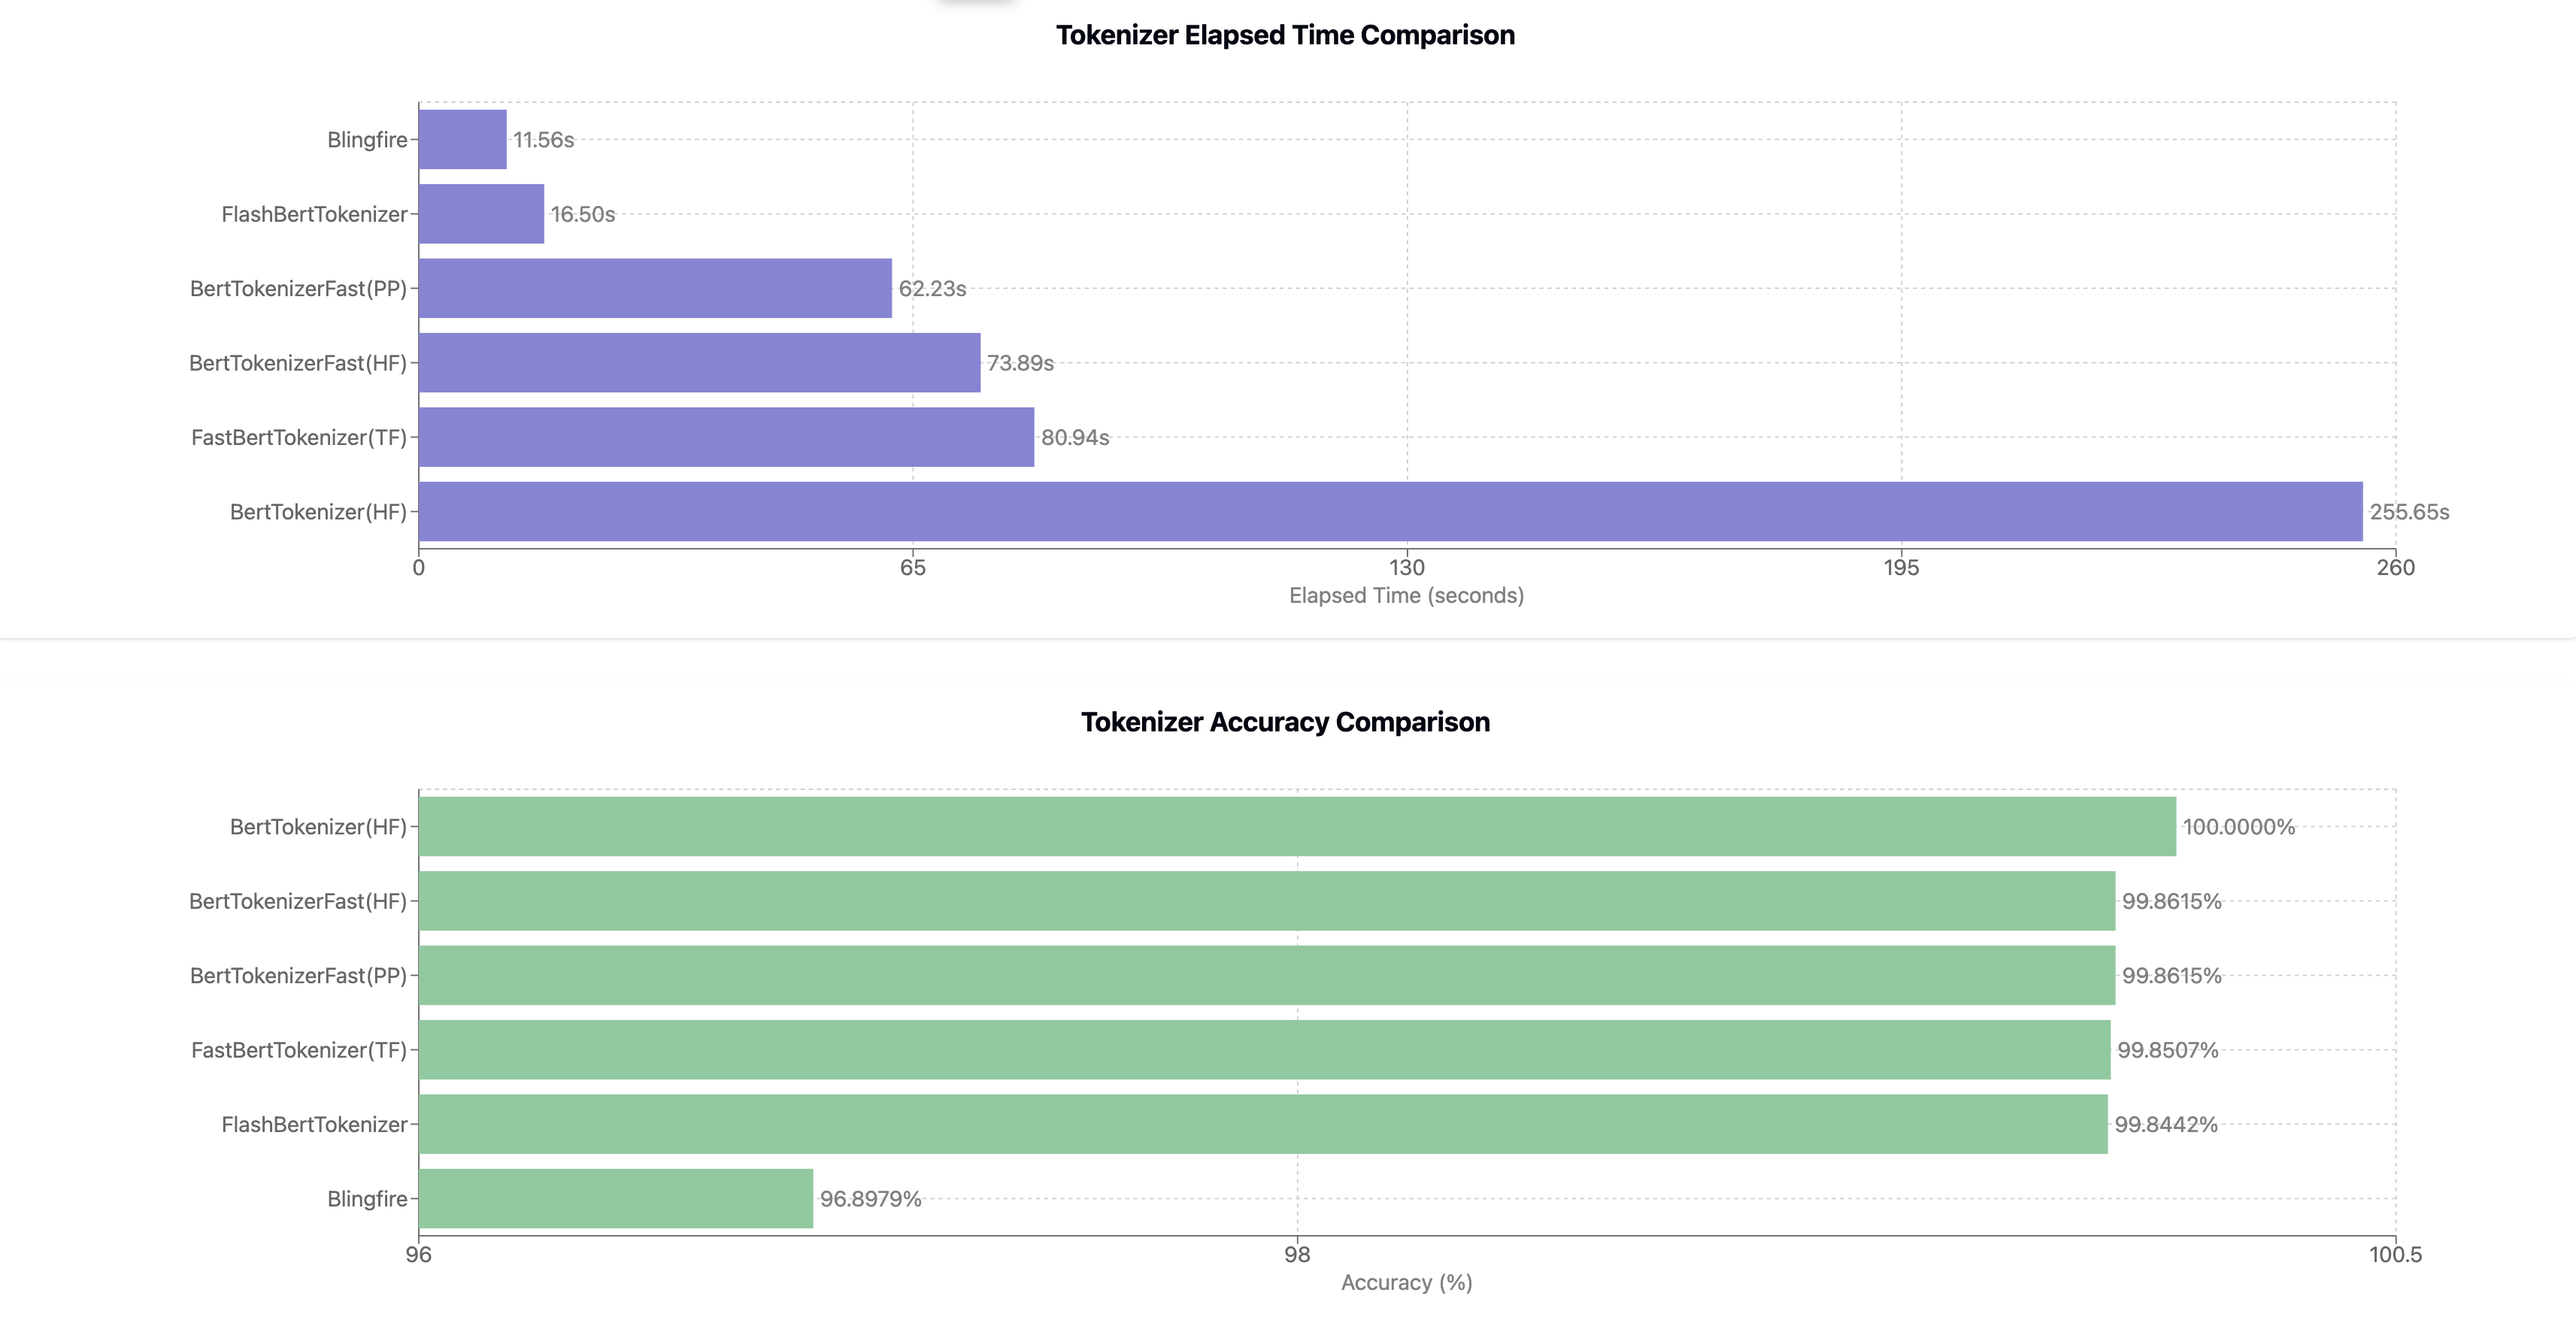 Tokenizer Elapsed Time Comparison
Blingfire 11.56s
FlashBertTokenizer 16.50s
BertTokenizerFast(PP) 62.23s
BertTokenizerFast(HF) 73.89s
FastBertTokenizer(TF) 80.94s
BertTokenizer(HF) 255.65s
0 65 130 195 260
Elapsed Time (seconds)
Tokenizer Accuracy Comparison
BertTokenizer(HF) 100.0000%
BertTokenizerFast(HF) 99.8615%
BertTokenizerFast(PP) 99.8615%
FastBertTokenizer(TF) 99.8507%
FlashBertTokenizer 99.8442%
Blingfire 96.8979%
96 98 100.5
Accuracy (%)